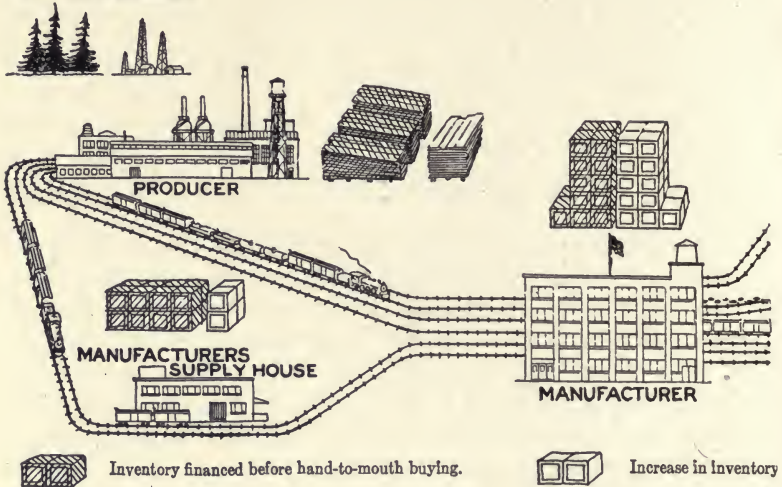 PRODUCER
MANUFACTURERS
SUPPLY HOUSE
MANUFACTURER
Inventory financed before hand-to-mouth buying.
Increase in inventory